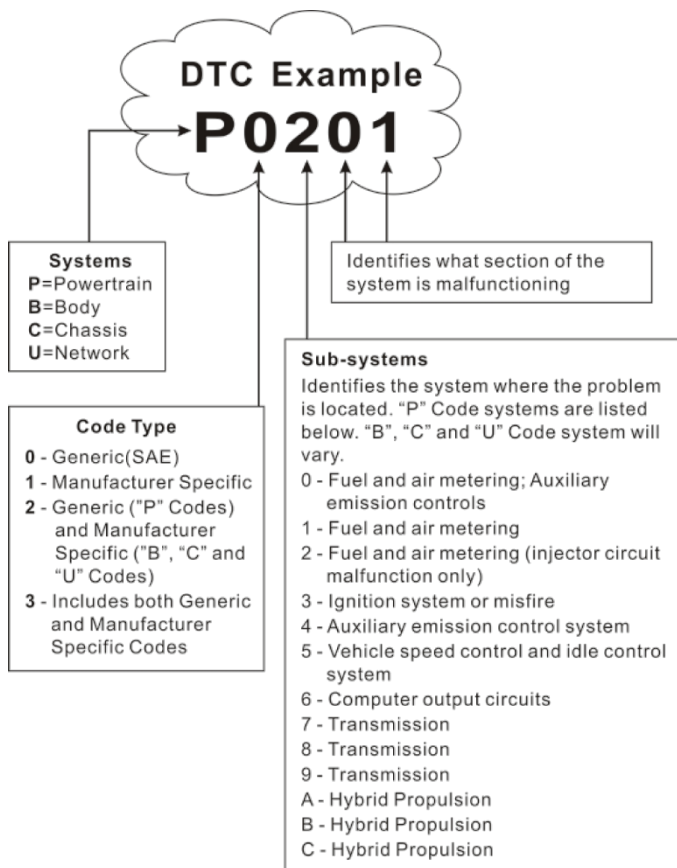 DTC Example
P0201
Systems
P=Powertrain
B=Body
C=Chassis
U=Network
Identifies what section of the
system is malfunctioning
Code Type
0 - Generic(SAE)
1 - Manufacturer Specific
2 - Generic ("P" Codes)
and Manufacturer
Specific ("B", “C” and
“U” Codes)
3 - Includes both Generic
and Manufacturer
Specific Codes
Sub-systems
Identifies the system where the problem
is located. “P” Code systems are listed
below. “B”, “C” and “U” Code system will
vary.
0 - Fuel and air metering; Auxiliary
emission controls
1 - Fuel and air metering
2 - Fuel and air metering (injector circuit
malfunction only)
3 - Ignition system or misfire
4 - Auxiliary emission control system
5 - Vehicle speed control and idle control
system
6 - Computer output circuits
7 - Transmission
8 - Transmission
9 - Transmission
A - Hybrid Propulsion
B - Hybrid Propulsion
C - Hybrid Propulsion